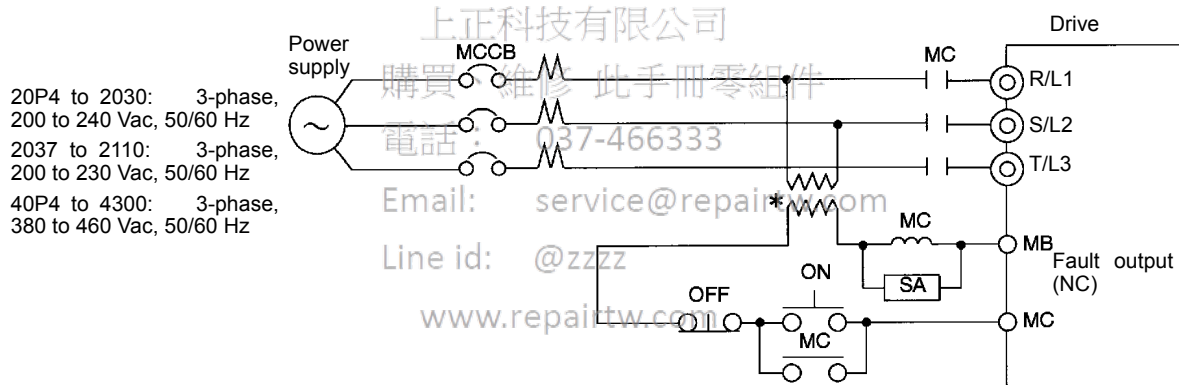 上正科技有限公司
Drive
Power
supply
MCCB
MC
R/L1
購買、維修 此手冊零組件
20P4 to 2030: 3-phase,
200 to 240 Vac, 50/60 Hz
~
S/L2
電話： 037-466333
2037 to 2110: 3-phase,
200 to 230 Vac, 50/60 Hz
T/L3
40P4 to 4300: 3-phase,
380 to 460 Vac, 50/60 Hz
Email: service@repairtw.com
*
MC
MB
Fault output
(NC)
Line id: @zzzz
SA
ON
OFF
www.repairtw.com
MC
MC